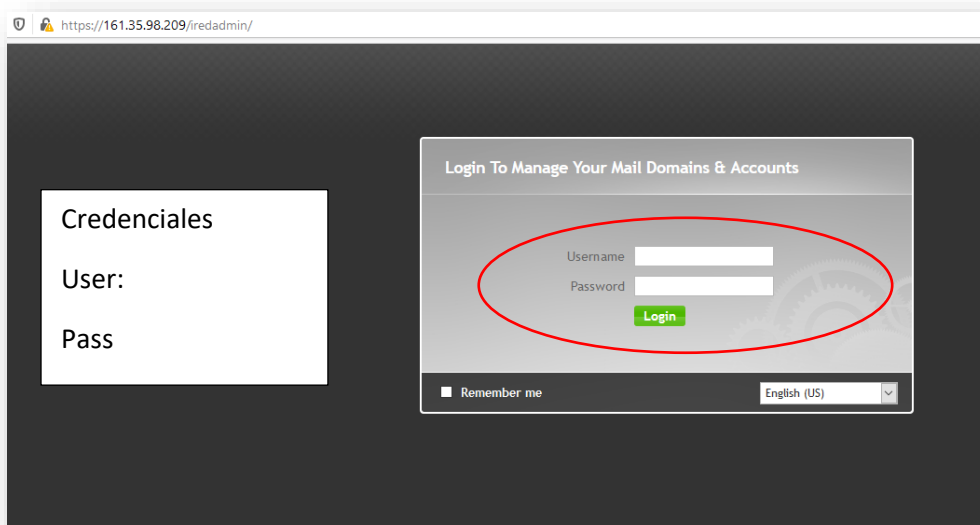 https://161.35.98.209/iredadmin/
Login To Manage Your Mail Domains & Accounts
Credenciales
User:
Pass
Username
Password
Login
Remember me
English (US)